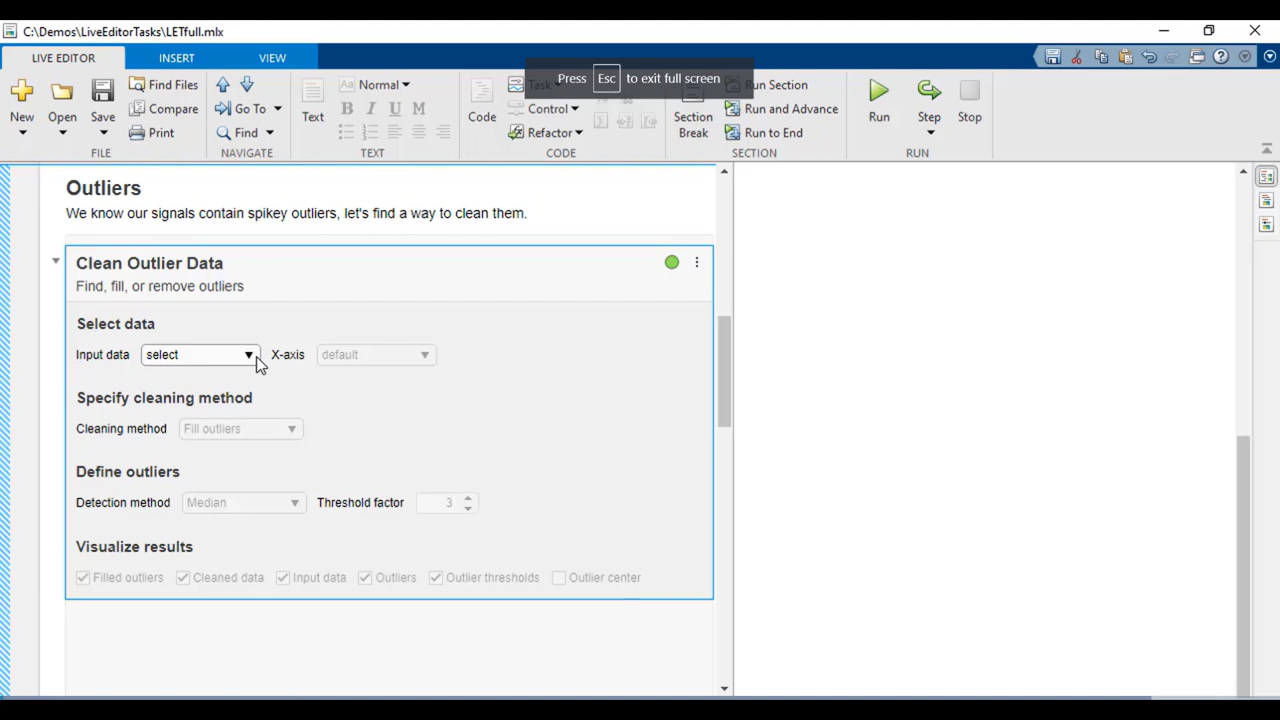 C:\Demos\LiveEditorTasks\LETfull.mlx
LIVE EDITOR INSERT VIEW
Press Esc to exit full screen
New Open Save Find Files Compare Print
FILE
Go To Find
NAVIGATE
Text Normal B I U M
TEXT
Code Task Control Refactor
CODE
Section Break Run Section Run and Advance Run to End
SECTION
Run Step Stop
RUN
Outliers
We know our signals contain spikey outliers, let's find a way to clean them.
Clean Outlier Data
Find, fill, or remove outliers
Select data
Input data select X-axis default
Specify cleaning method
Cleaning method Fill outliers
Define outliers
Detection method Median Threshold factor 3
Visualize results
Filled outliers Cleaned data Input data Outliers Outlier thresholds Outlier center